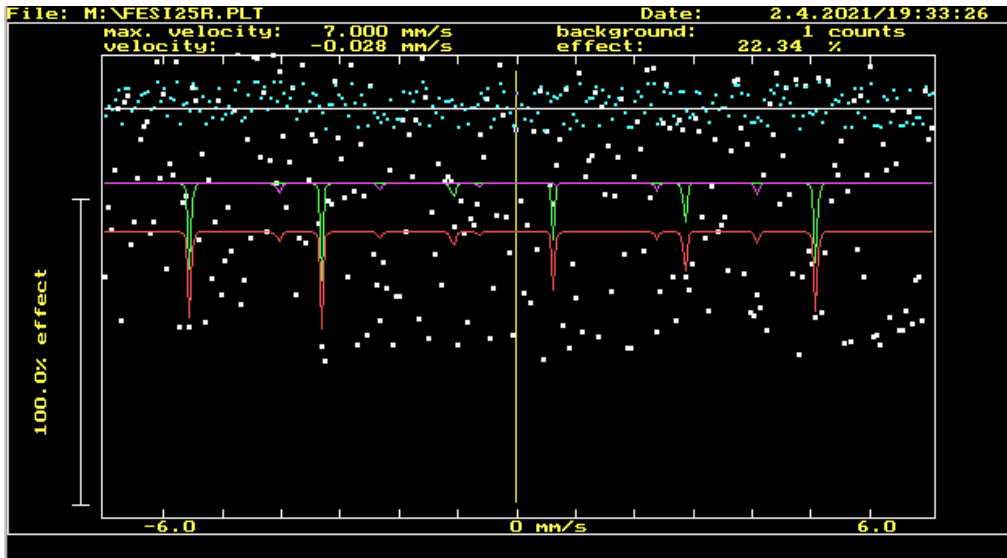 File: M:\FESI25R.PLT Date: 2.4.2021/19:33:26
max. velocity: 7.000 mm/s background: 1 counts
velocity: -0.028 mm/s effect: 22.34 %
100.0% effect
-6.0 0 mm/s 6.0